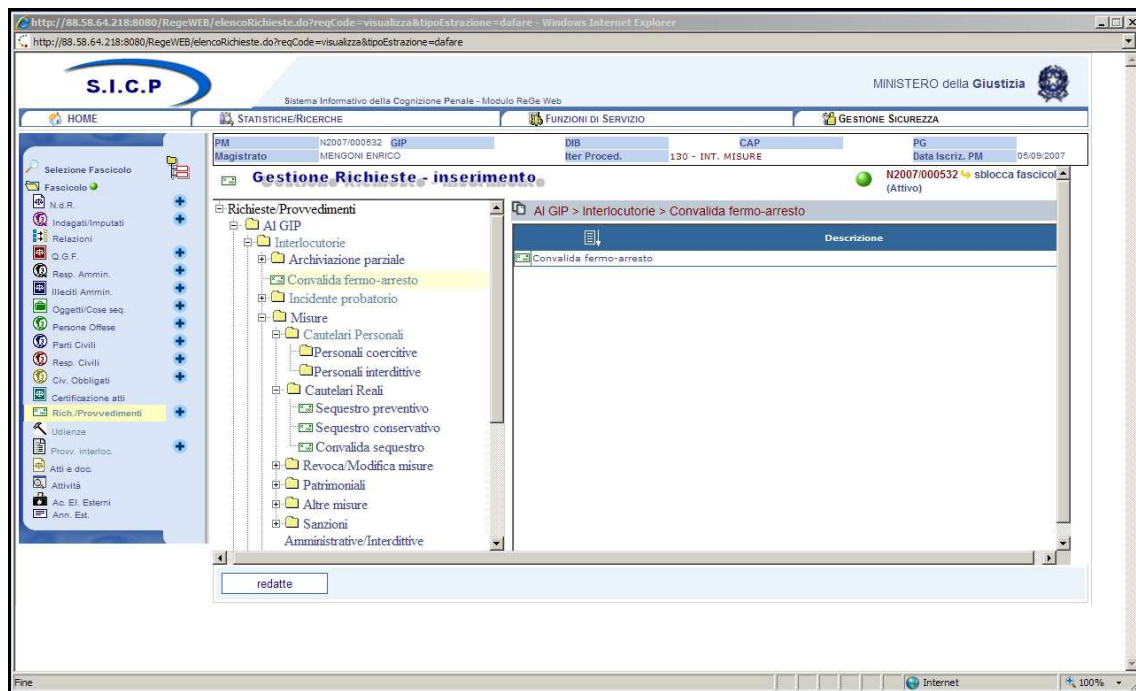 http://88.58.64.218:8080/RegeWEB/elencoRichieste.do?reqCode=visualizza&tipoEstrazione=dafare - Windows Internet Explorer
http://88.58.64.218:8080/RegeWEB/elencoRichieste.do?reqCode=visualizza&tipoEstrazione=dafare
S.I.C.P
Sistema Informativo della Cognizione Penale - Modulo ReGe Web
MINISTERO della Giustizia
HOME
STATISTICHE/RICERCHE
FUNZIONI DI SERVIZIO
GESTIONE SICUREZZA
PM N2007/000532 GIP DIB CAP PG
Magistrato MENGONI ENRICO Iter Proced. 130 - INT. MISURE Data Iscriz. PM 05/09/2007
Selezione Fascicolo
Fascicolo
N.d.R.
Indagati/Imputati
Relazioni
Q.G.F.
Resp. Ammin.
Illeciti Ammin.
Oggetti/Cose seq.
Persone Offese
Parti Civili
Resp. Civili
Civ. Obbligati
Certificazione atti
Rich./Provvedimenti
Udienze
Provv. interloc.
Atti e doc.
Attività
Ac. El. Esterni
Ann. Est.
Gestione Richieste - inserimento
N2007/000532 sblocca fascicol
(Attivo)
Richieste/Provvedimenti
Al GIP
Interlocutorie
Archiviazione parziale
Convalida fermo-arresto
Incidente probatorio
Misure
Cautelari Personali
Personali coercitive
Personali interdittive
Cautelari Reali
Sequestro preventivo
Sequestro conservativo
Convalida sequestro
Revoca/Modifica misure
Patrimoniali
Altre misure
Sanzioni
Amministrative/Interdittive
Al GIP > Interlocutorie > Convalida fermo-arresto
Descrizione
Convalida fermo-arresto
redatte
Fine
Internet
100%